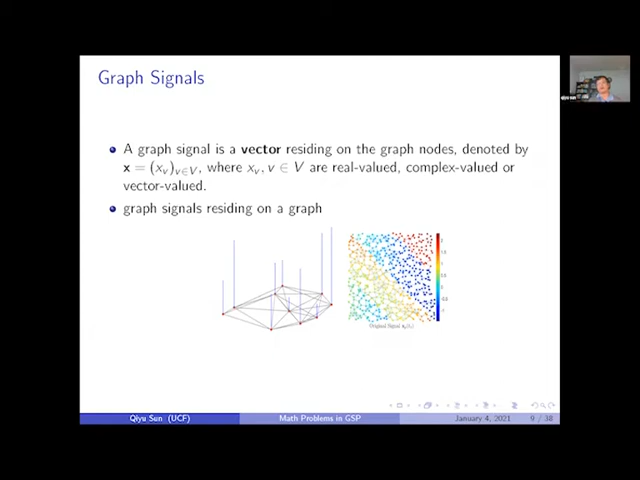 Graph Signals
qiyu sun
A graph signal is a vector residing on the graph nodes, denoted by
x = (x_v)_{v∈V}, where x_v, v ∈ V are real-valued, complex-valued or
vector-valued.
graph signals residing on a graph
Original Signal
Qiyu Sun (UCF) Math Problems in GSP January 4, 2021 9 / 38